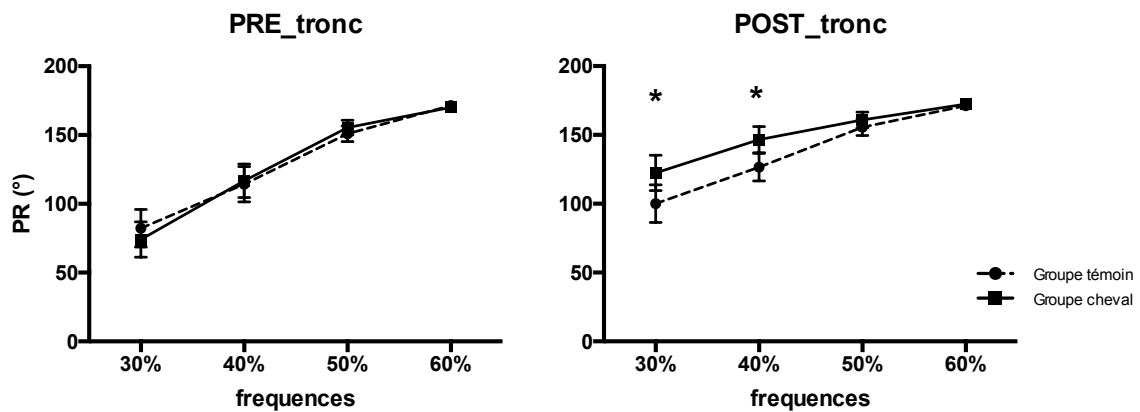 PRE_tronc
200
150
100
50
0
PR (°)
30% 40% 50% 60%
frequences
POST_tronc
200
150
100
50
0
* *
30% 40% 50% 60%
frequences
Groupe témoin
Groupe cheval